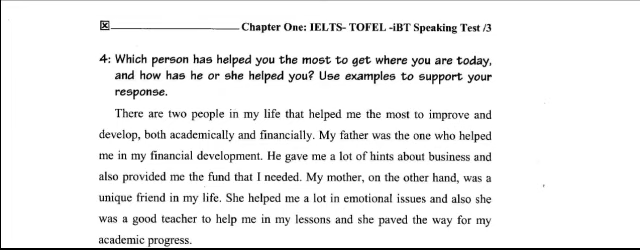 Chapter One: IELTS- TOFEL -iBT Speaking Test /3
4: Which person has helped you the most to get where you are today,
and how has he or she helped you? Use examples to support your
response.
There are two people in my life that helped me the most to improve and
develop, both academically and financially. My father was the one who helped
me in my financial development. He gave me a lot of hints about business and
also provided me the fund that I needed. My mother, on the other hand, was a
unique friend in my life. She helped me a lot in emotional issues and also she
was a good teacher to help me in my lessons and she paved the way for my
academic progress.